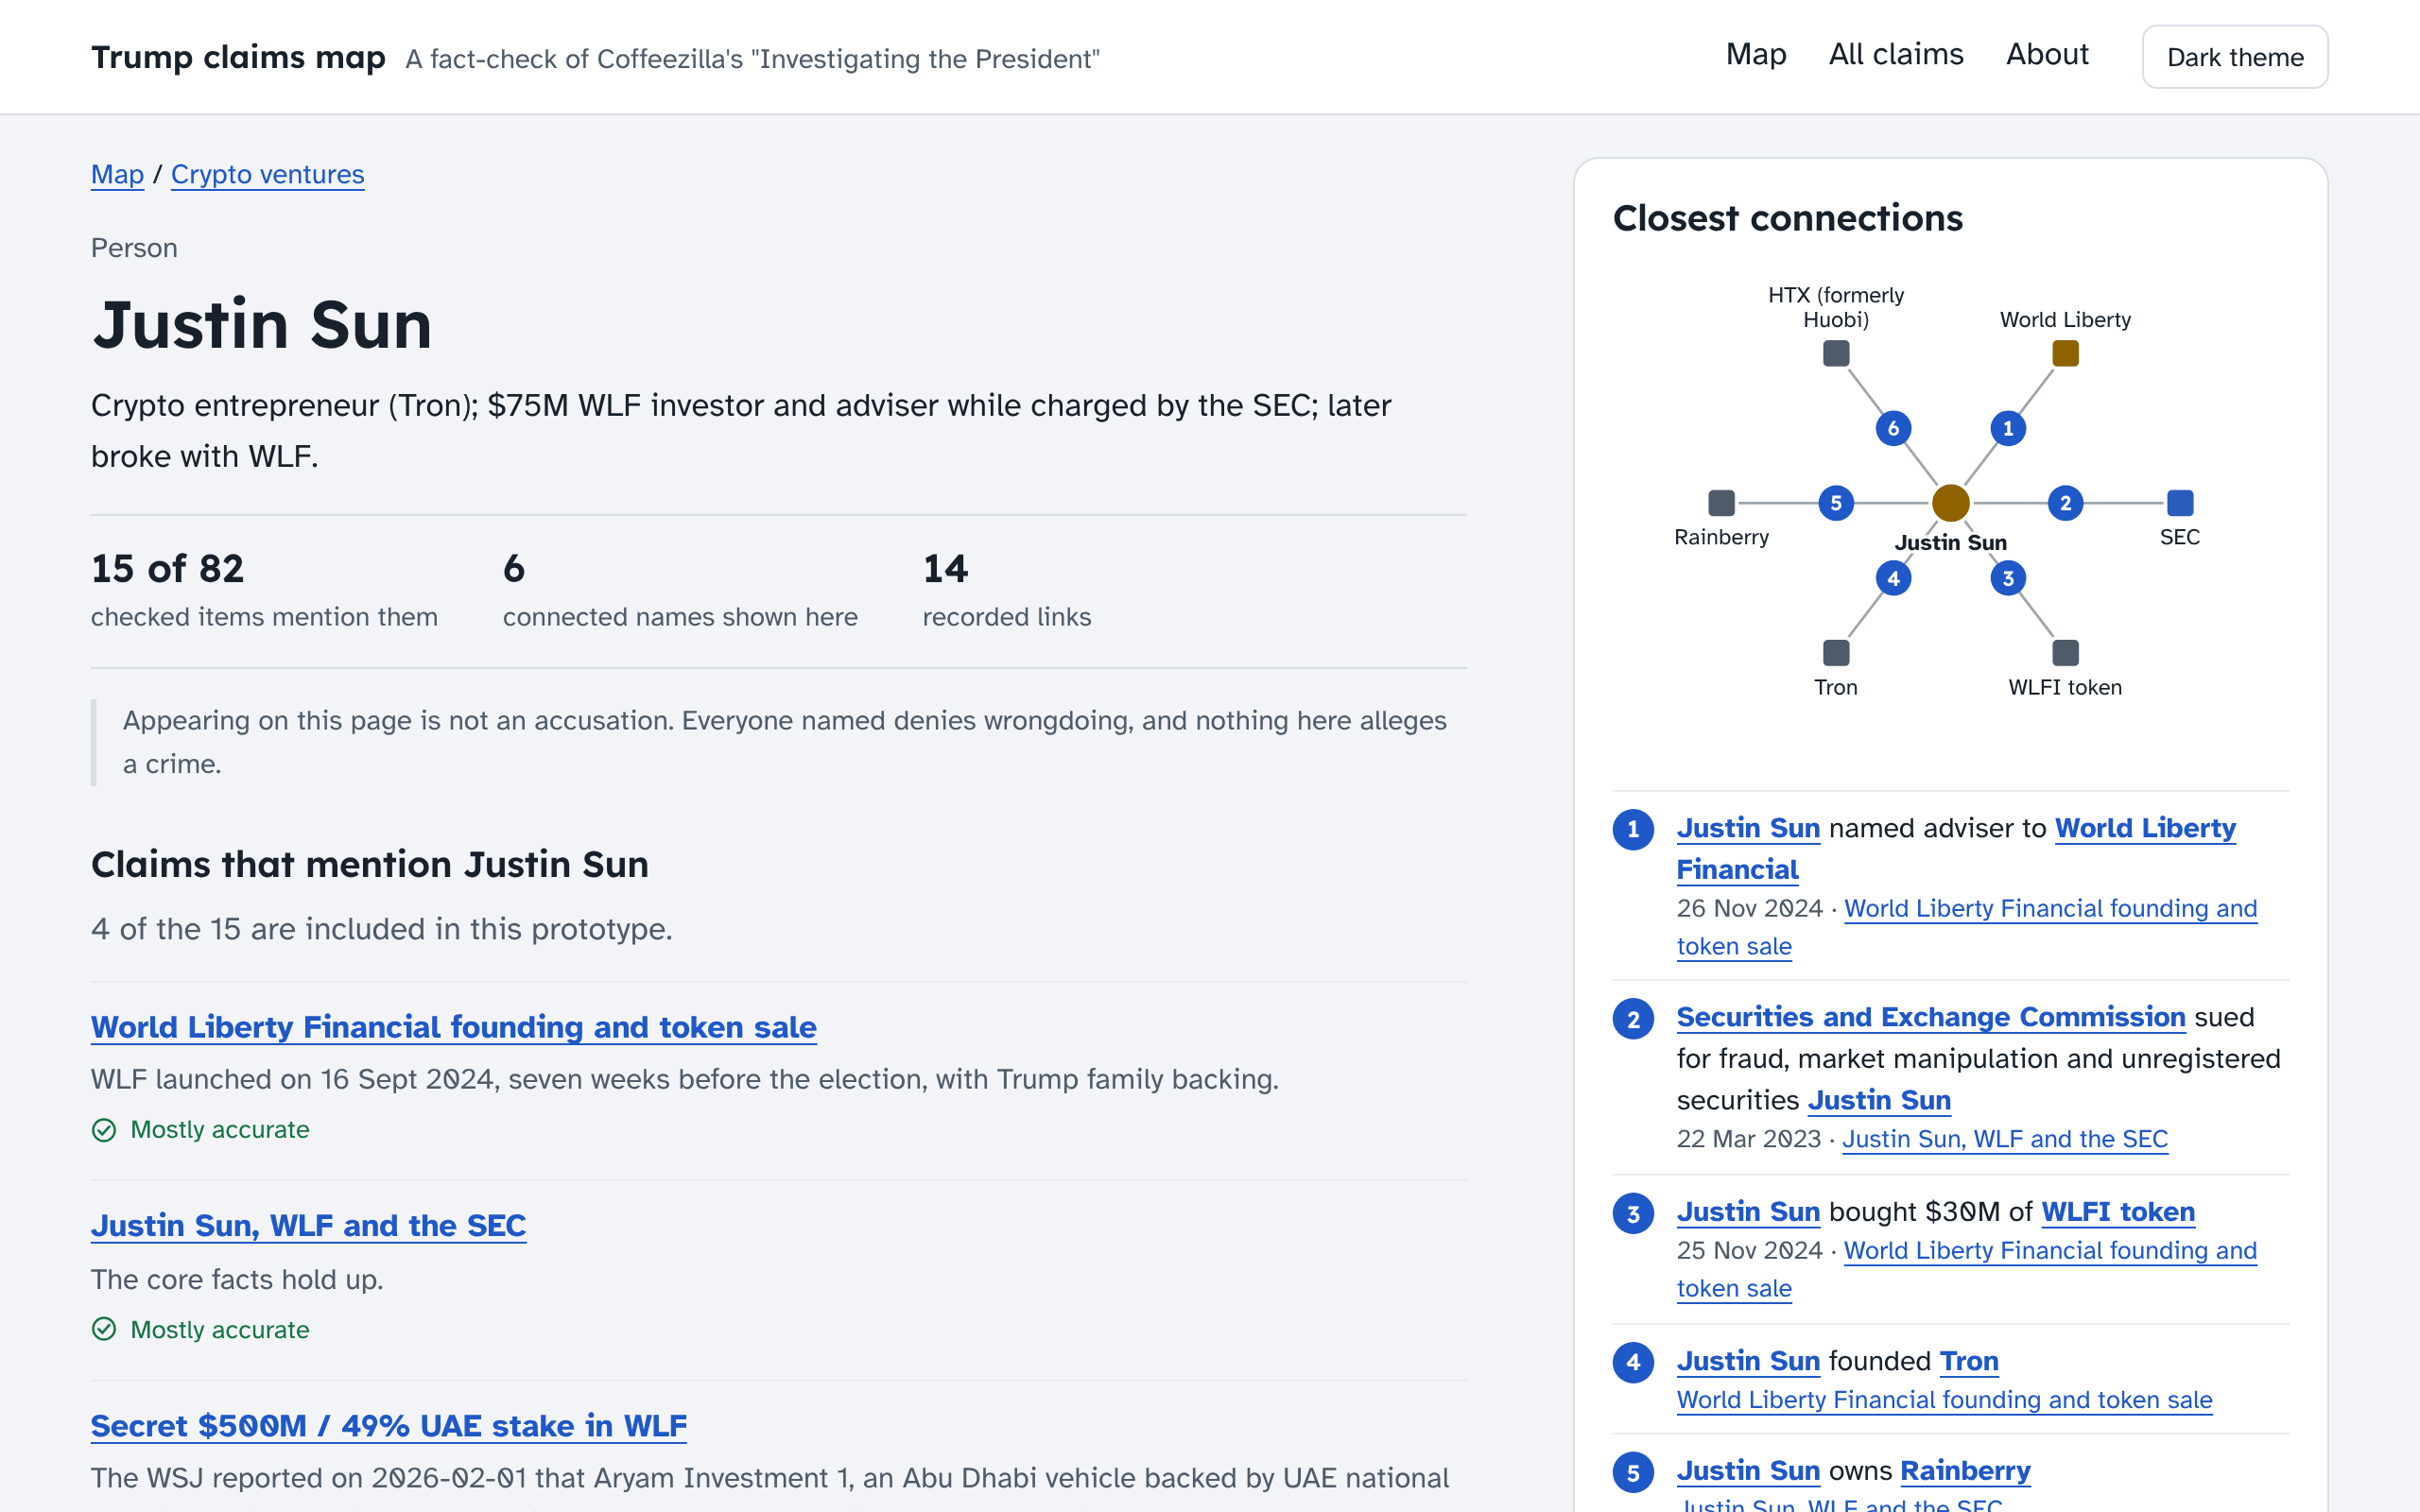 Trump claims map A fact-check of Coffeezilla's "Investigating the President"
Map All claims About Dark theme
Map / Crypto ventures
Person
Justin Sun
Crypto entrepreneur (Tron); $75M WLF investor and adviser while charged by the SEC; later
broke with WLF.
15 of 82
checked items mention them
6
connected names shown here
14
recorded links
Appearing on this page is not an accusation. Everyone named denies wrongdoing, and nothing here alleges
a crime.
Claims that mention Justin Sun
4 of the 15 are included in this prototype.
World Liberty Financial founding and token sale
WLF launched on 16 Sept 2024, seven weeks before the election, with Trump family backing.
Mostly accurate
Justin Sun, WLF and the SEC
The core facts hold up.
Mostly accurate
Secret $500M / 49% UAE stake in WLF
The WSJ reported on 2026-02-01 that Aryam Investment 1, an Abu Dhabi vehicle backed by UAE national
Closest connections
HTX (formerly
Huobi)
World Liberty
6
1
5
2
Rainberry
Justin Sun
SEC
4
3
Tron
WLFI token
1 Justin Sun named adviser to World Liberty
Financial
26 Nov 2024 · World Liberty Financial founding and
token sale
2 Securities and Exchange Commission sued
for fraud, market manipulation and unregistered
securities Justin Sun
22 Mar 2023 · Justin Sun, WLF and the SEC
3 Justin Sun bought $30M of WLFI token
25 Nov 2024 · World Liberty Financial founding and
token sale
4 Justin Sun founded Tron
World Liberty Financial founding and token sale
5 Justin Sun owns Rainberry
Justin Sun, WLF and the SEC